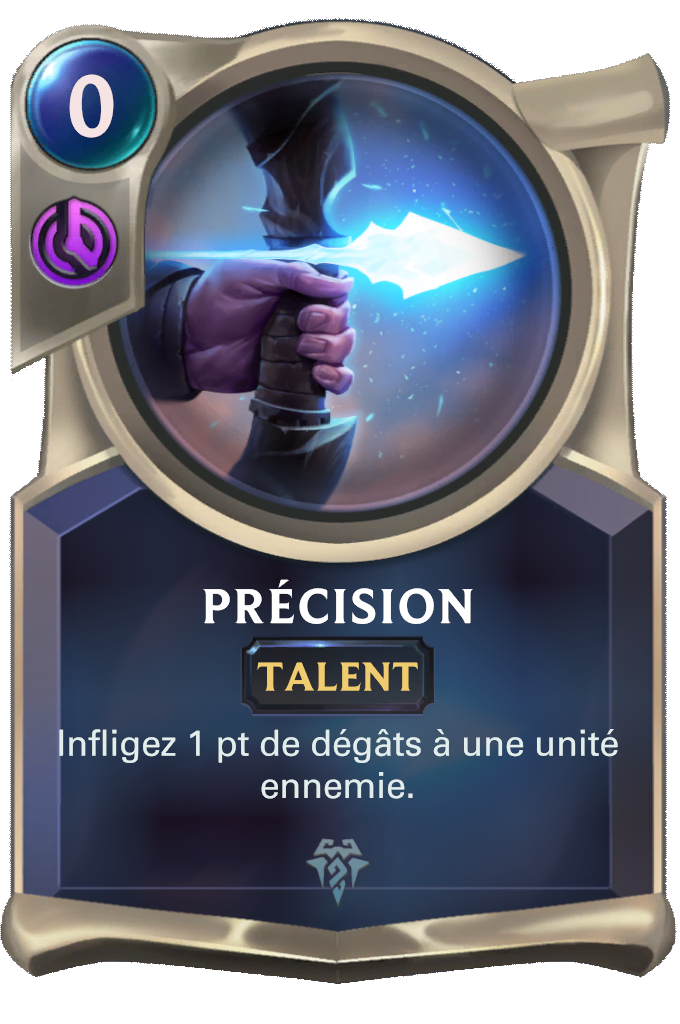 0
PRÉCISION
TALENT
Infligez 1 pt de dégâts à une unité
ennemie.